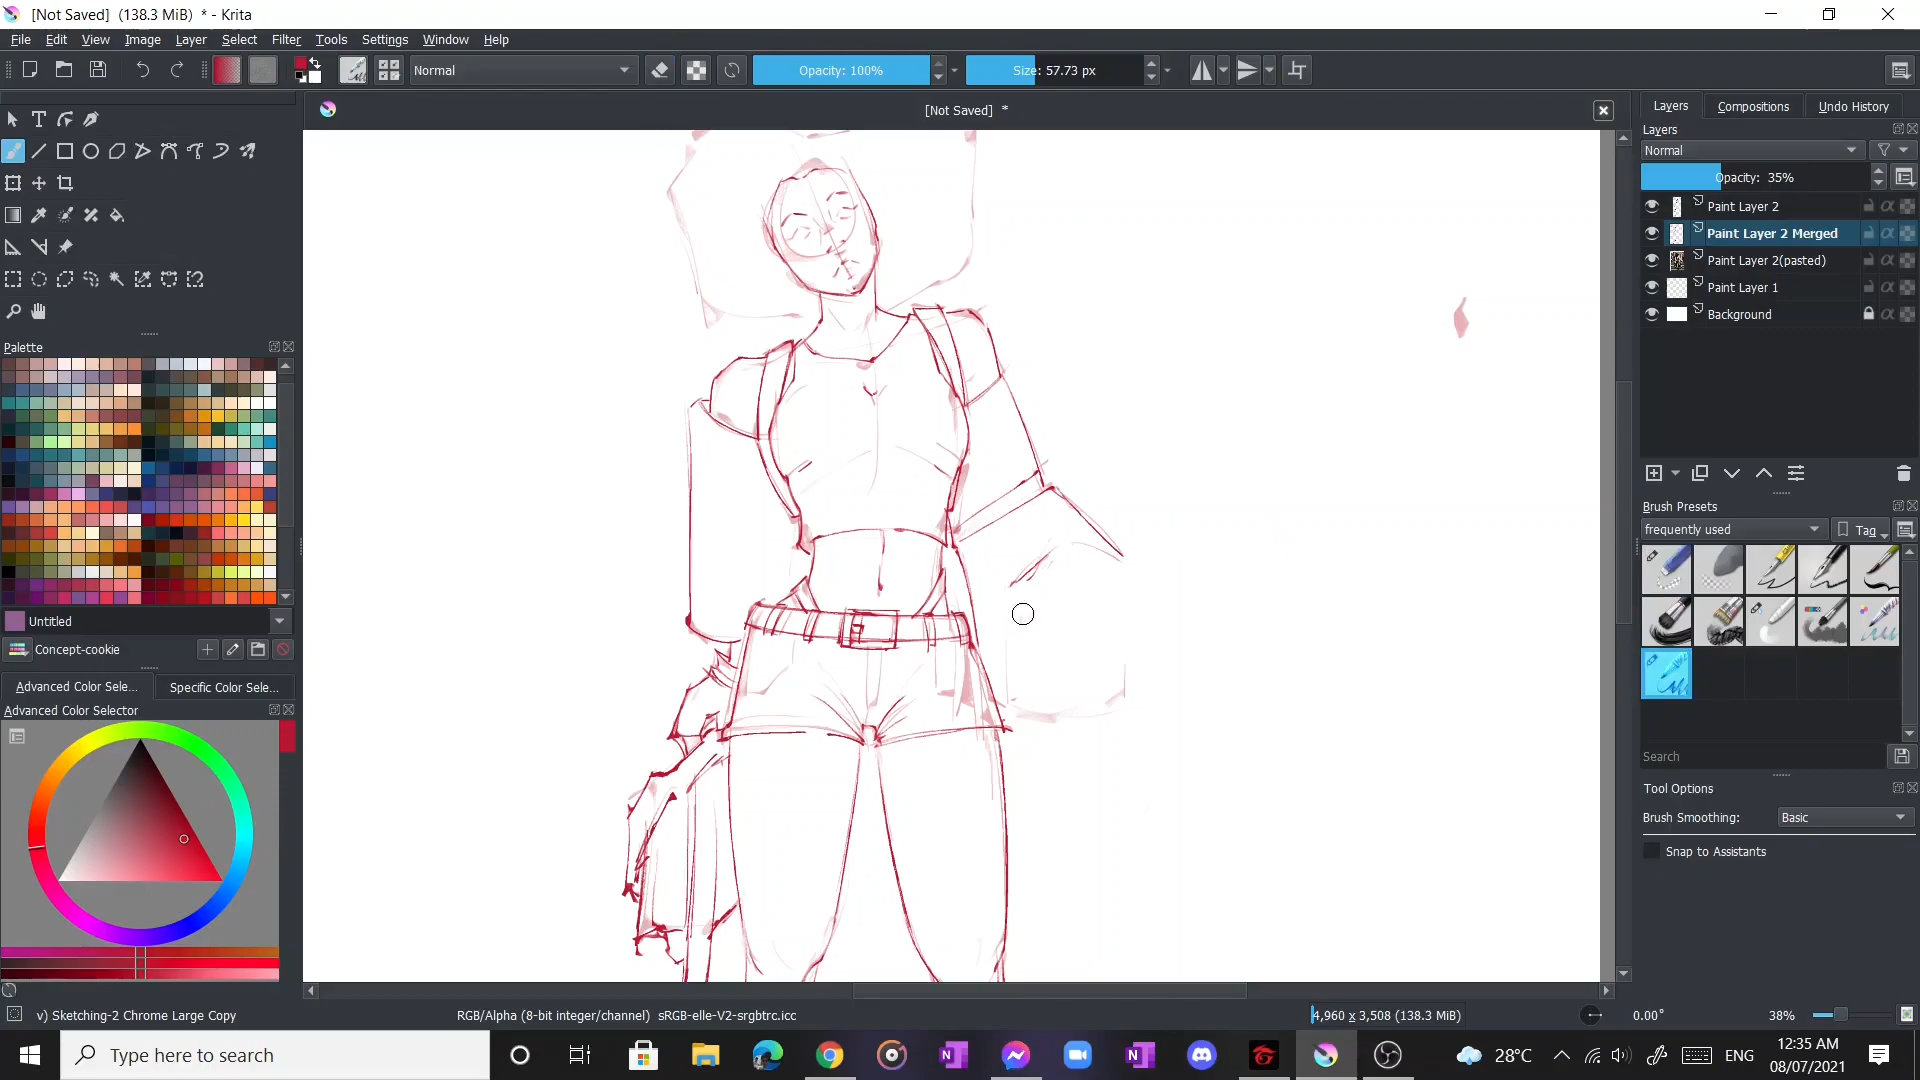 [Not Saved]  (138.3 MiB)  * - Krita
File Edit View Image Layer Select Filter Tools Settings Window Help
Normal
Opacity: 100%
Size: 57.73 px
[Not Saved]  *
Layers
Compositions
Undo History
Layers
Normal
Opacity:  35%
Paint Layer 2
Paint Layer 2 Merged
Paint Layer 2(pasted)
Paint Layer 1
Background
Palette
Untitled
Concept-cookie
Advanced Color Sele...
Specific Color Sele...
Advanced Color Selector
Brush Presets
frequently used
Tag
Search
Tool Options
Brush Smoothing:
Basic
Snap to Assistants
v) Sketching-2 Chrome Large Copy
RGB/Alpha (8-bit integer/channel)  sRGB-elle-V2-srgbtrc.icc
4,960 x 3,508 (138.3 MiB)
0.00°
38%
Type here to search
28°C
ENG
12:35 AM
08/07/2021